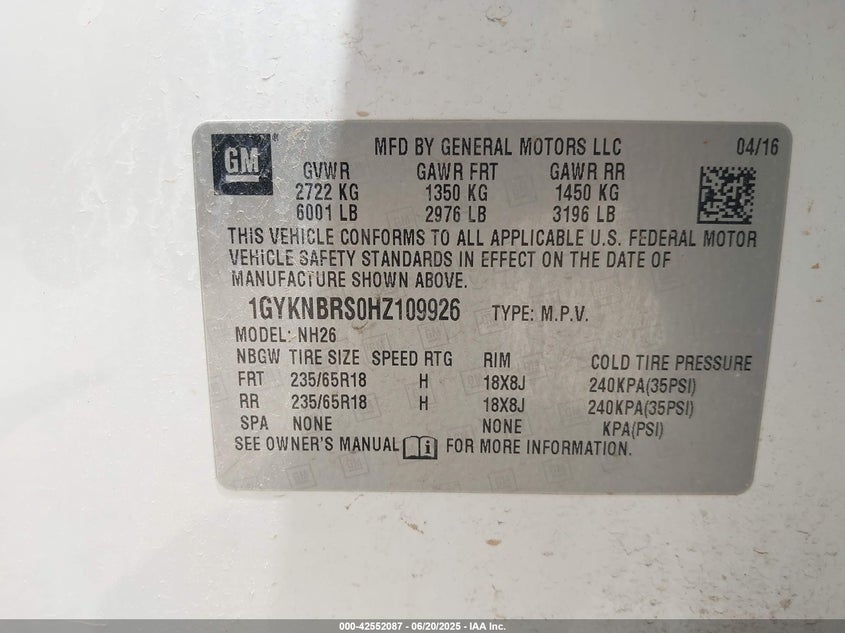 GM
MFD BY GENERAL MOTORS LLC 04/16
GVWR GAWR FRT GAWR RR
2722 KG 1350 KG 1450 KG
6001 LB 2976 LB 3196 LB
THIS VEHICLE CONFORMS TO ALL APPLICABLE U.S. FEDERAL MOTOR
VEHICLE SAFETY STANDARDS IN EFFECT ON THE DATE OF
MANUFACTURE SHOWN ABOVE.
1GYKNBRS0HZ109926 TYPE: M.P.V.
MODEL: NH26
NBGW TIRE SIZE SPEED RTG RIM COLD TIRE PRESSURE
FRT 235/65R18 H 18X8J 240KPA(35PSI)
RR 235/65R18 H 18X8J 240KPA(35PSI)
SPA NONE NONE KPA(PSI)
SEE OWNER'S MANUAL i FOR MORE INFORMATION.
000-42552087 - 06/20/2025 - IAA Inc.